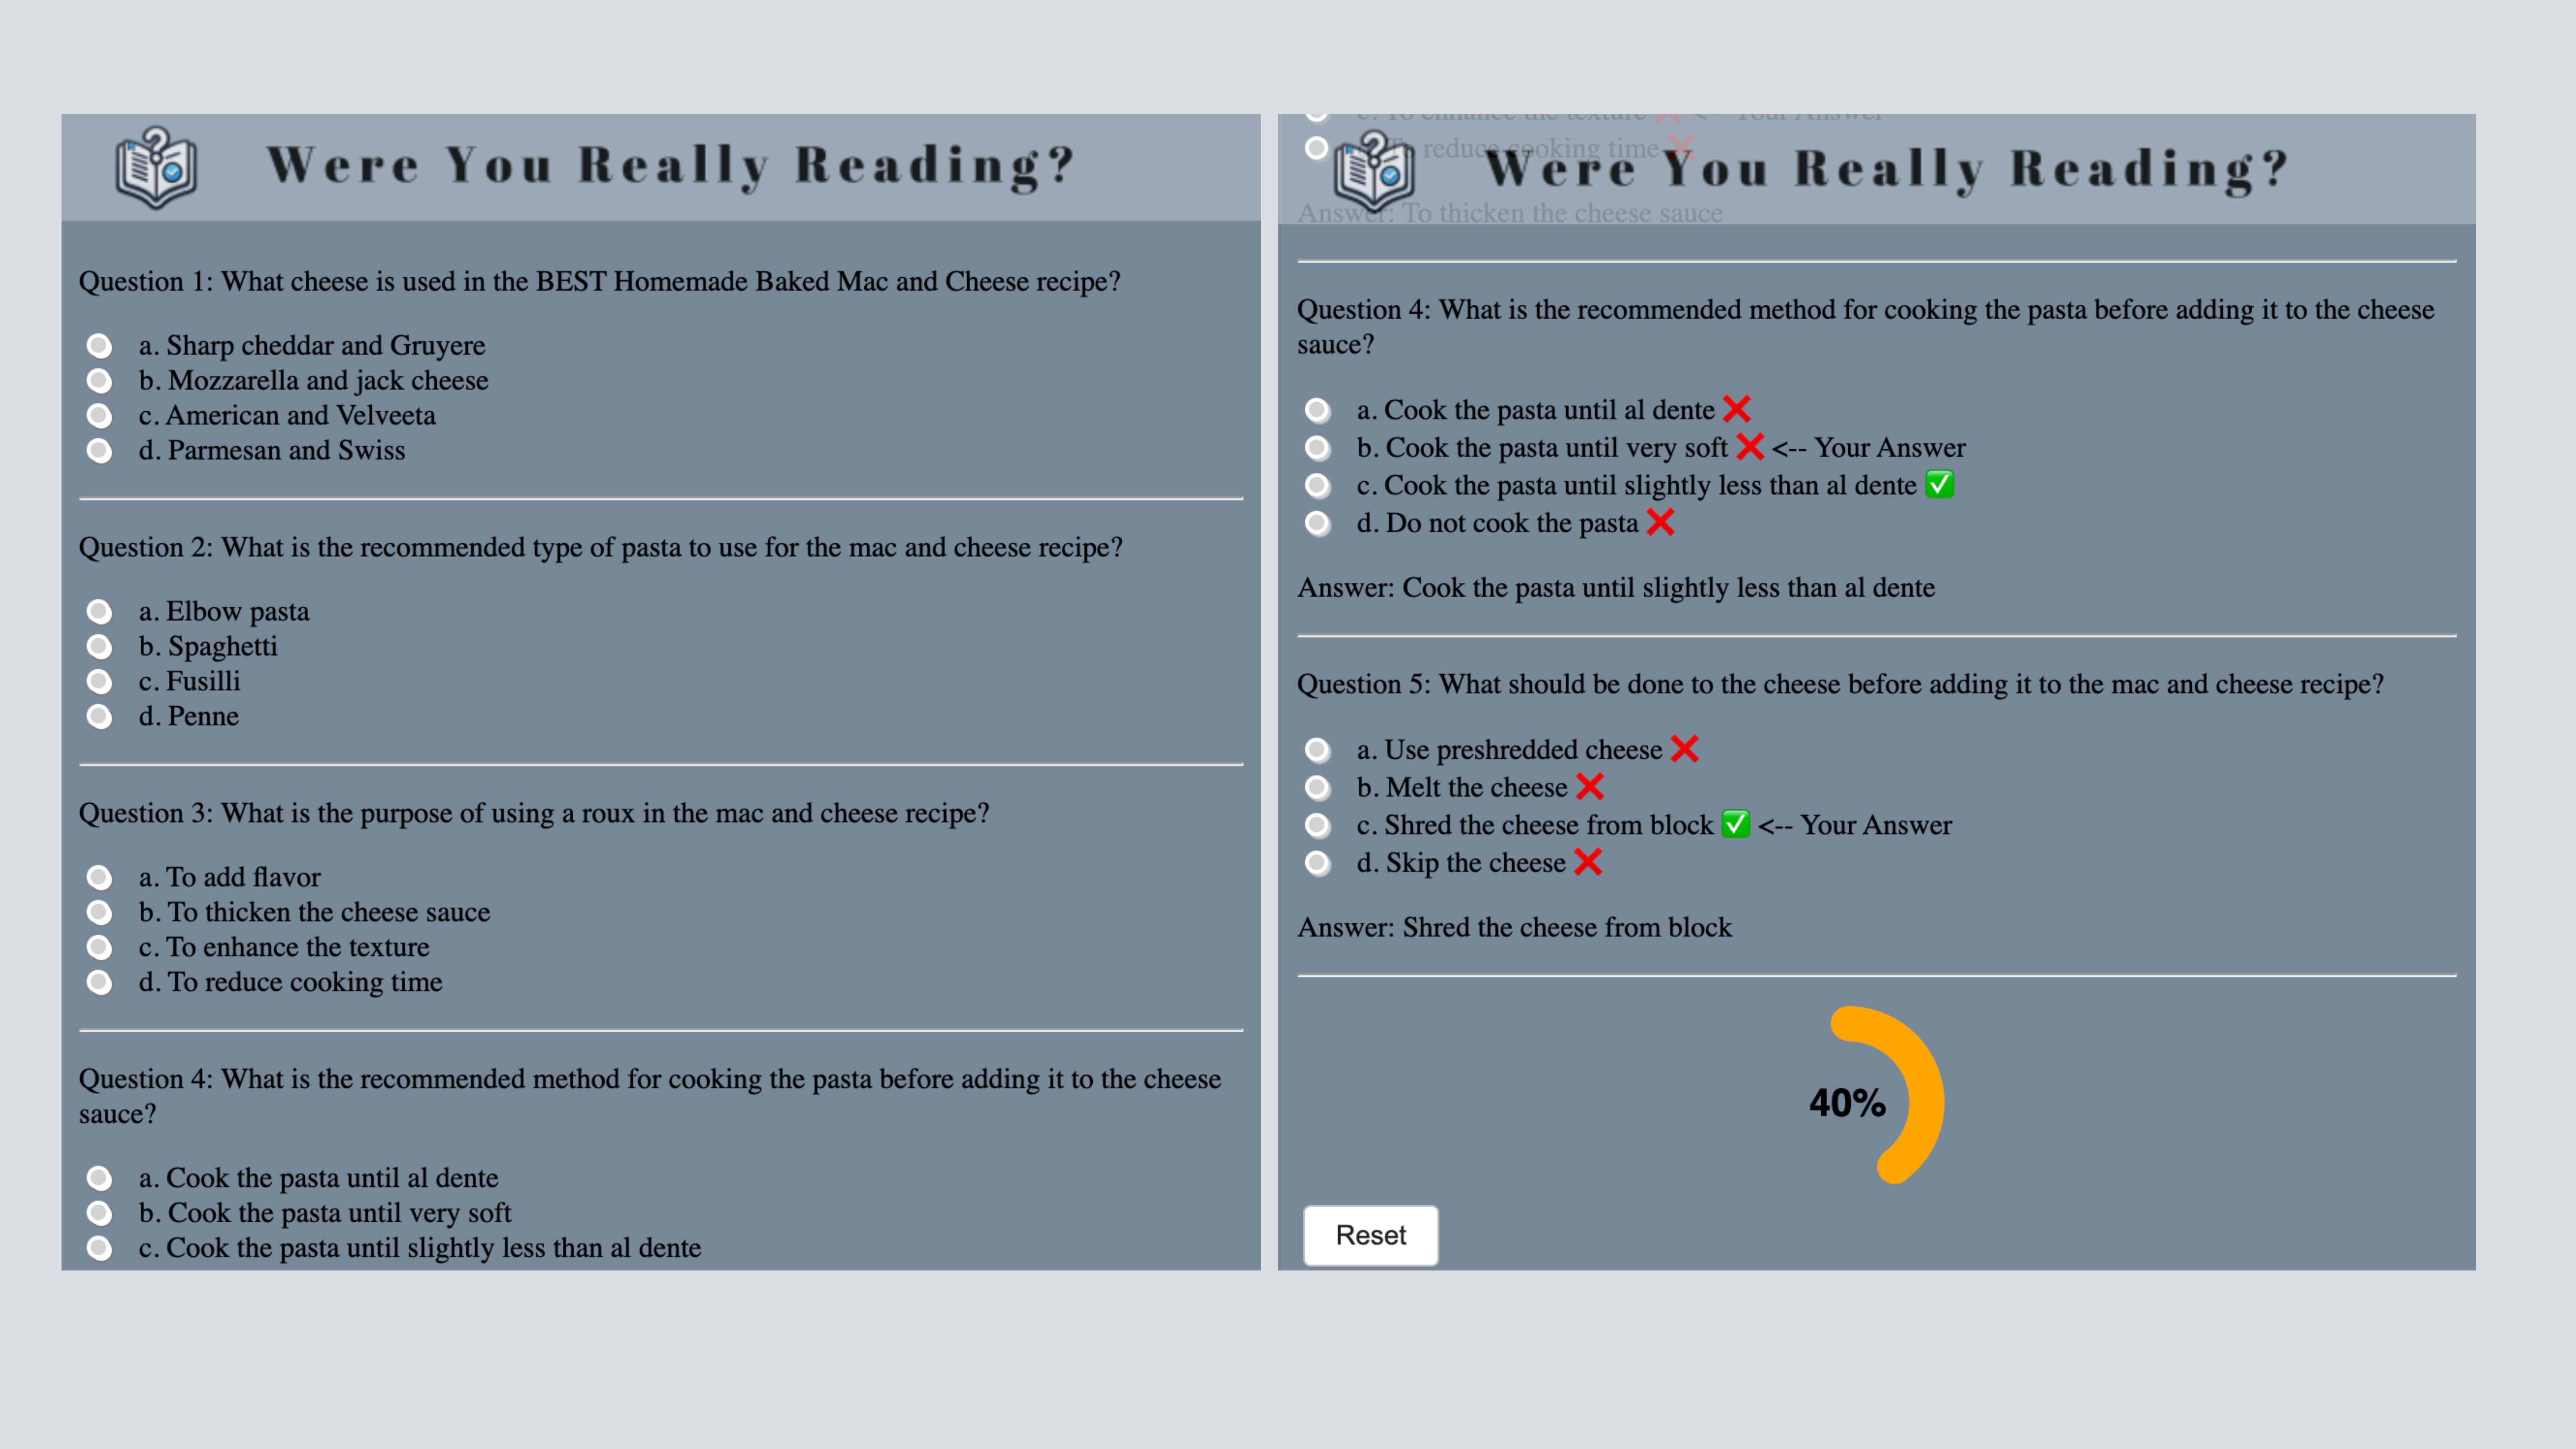 Were You Really Reading?
Question 1: What cheese is used in the BEST Homemade Baked Mac and Cheese recipe?
a. Sharp cheddar and Gruyere
b. Mozzarella and jack cheese
c. American and Velveeta
d. Parmesan and Swiss
Question 2: What is the recommended type of pasta to use for the mac and cheese recipe?
a. Elbow pasta
b. Spaghetti
c. Fusilli
d. Penne
Question 3: What is the purpose of using a roux in the mac and cheese recipe?
a. To add flavor
b. To thicken the cheese sauce
c. To enhance the texture
d. To reduce cooking time
Question 4: What is the recommended method for cooking the pasta before adding it to the cheese
sauce?
a. Cook the pasta until al dente
b. Cook the pasta until very soft
c. Cook the pasta until slightly less than al dente
c. To enhance the texture ❌ <-- Your Answer
To reduce cooking time ❌
Were You Really Reading?
Answer: To thicken the cheese sauce
Question 4: What is the recommended method for cooking the pasta before adding it to the cheese
sauce?
a. Cook the pasta until al dente ❌
b. Cook the pasta until very soft ❌ <-- Your Answer
c. Cook the pasta until slightly less than al dente ✅
d. Do not cook the pasta ❌
Answer: Cook the pasta until slightly less than al dente
Question 5: What should be done to the cheese before adding it to the mac and cheese recipe?
a. Use preshredded cheese ❌
b. Melt the cheese ❌
c. Shred the cheese from block ✅ <-- Your Answer
d. Skip the cheese ❌
Answer: Shred the cheese from block
40%
Reset